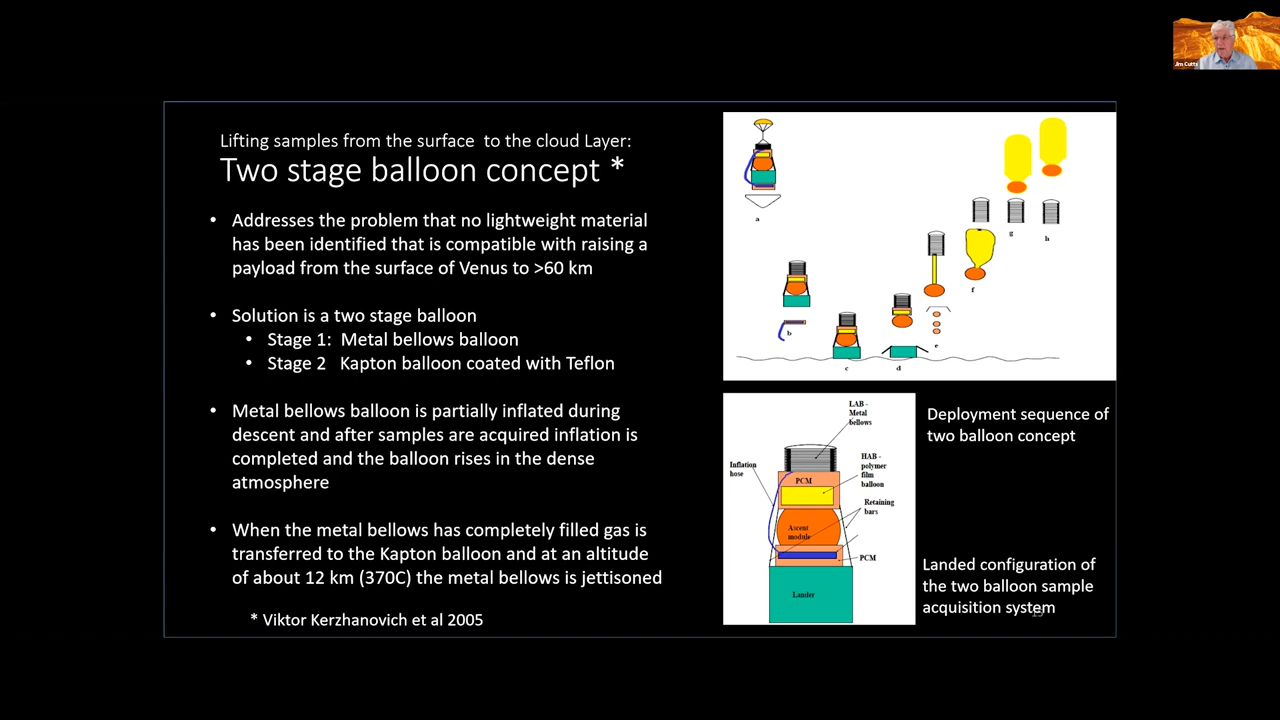 Jim Cutts
Lifting samples from the surface to the cloud Layer:
Two stage balloon concept *
• Addresses the problem that no lightweight material
has been identified that is compatible with raising a
payload from the surface of Venus to >60 km
• Solution is a two stage balloon
• Stage 1: Metal bellows balloon
• Stage 2 Kapton balloon coated with Teflon
• Metal bellows balloon is partially inflated during
descent and after samples are acquired inflation is
completed and the balloon rises in the dense
atmosphere
• When the metal bellows has completely filled gas is
transferred to the Kapton balloon and at an altitude
of about 12 km (370C) the metal bellows is jettisoned
* Viktor Kerzhanovich et al 2005
a
b
c
d
e
f
g
h
Deployment sequence of
two balloon concept
LAB -
Metal
bellows
Inflation
hose
HAB -
polymer
film
balloon
PCM
Retaining
bars
Ascent
module
PCM
Lander
Landed configuration of
the two balloon sample
acquisition system